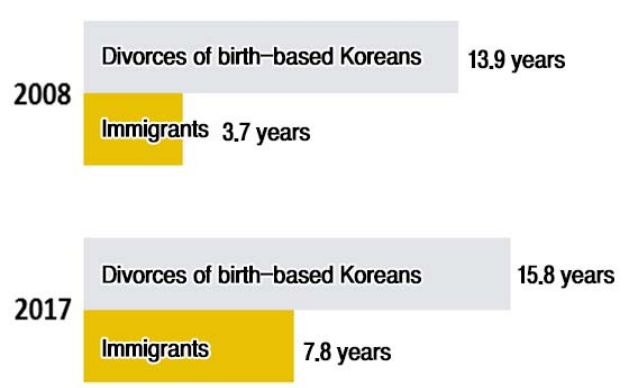 Divorces of birth-based Koreans 13.9 years
2008
Immigrants 3.7 years
Divorces of birth-based Koreans 15.8 years
2017
Immigrants 7.8 years